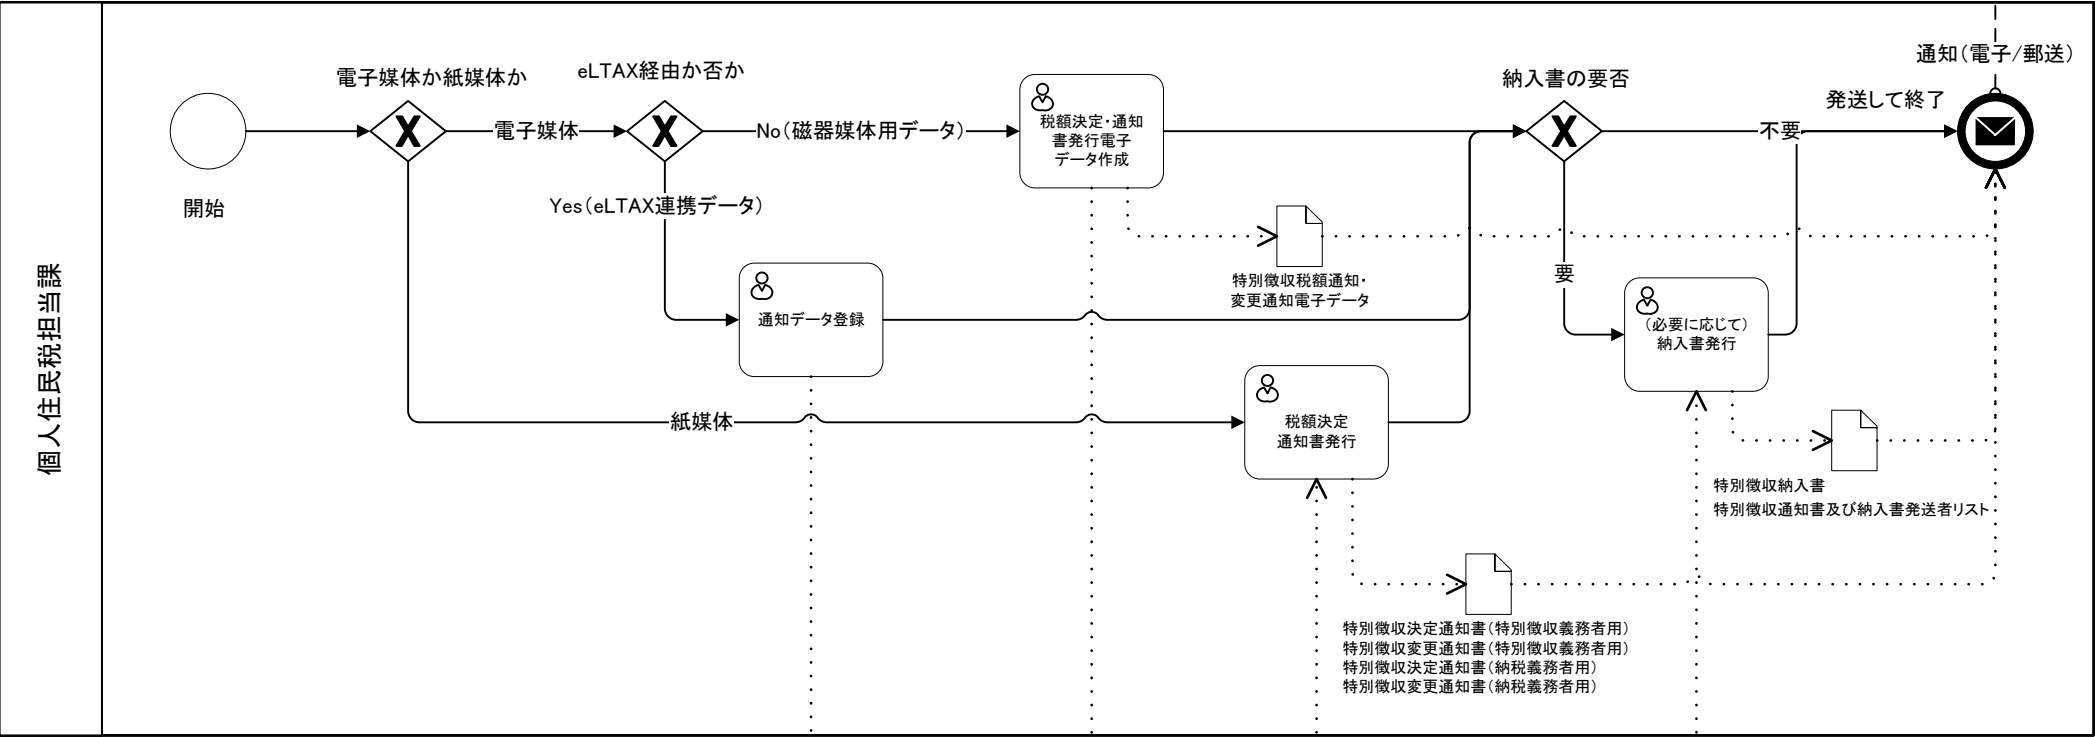 個人住民税担当課
開始
電子媒体か紙媒体か
電子媒体
eLTAX経由か否か
No（磁器媒体用データ）
Yes（eLTAX連携データ）
紙媒体
税額決定・通知
書発行電子
データ作成
通知データ登録
特別徴収税額通知・
変更通知電子データ
税額決定
通知書発行
特別徴収決定通知書（特別徴収義務者用）
特別徴収変更通知書（特別徴収義務者用）
特別徴収決定通知書（納税義務者用）
特別徴収変更通知書（納税義務者用）
納入書の要否
不要
要
（必要に応じて）
納入書発行
特別徴収納入書
特別徴収通知書及び納入書発送者リスト
通知（電子/郵送）
発送して終了